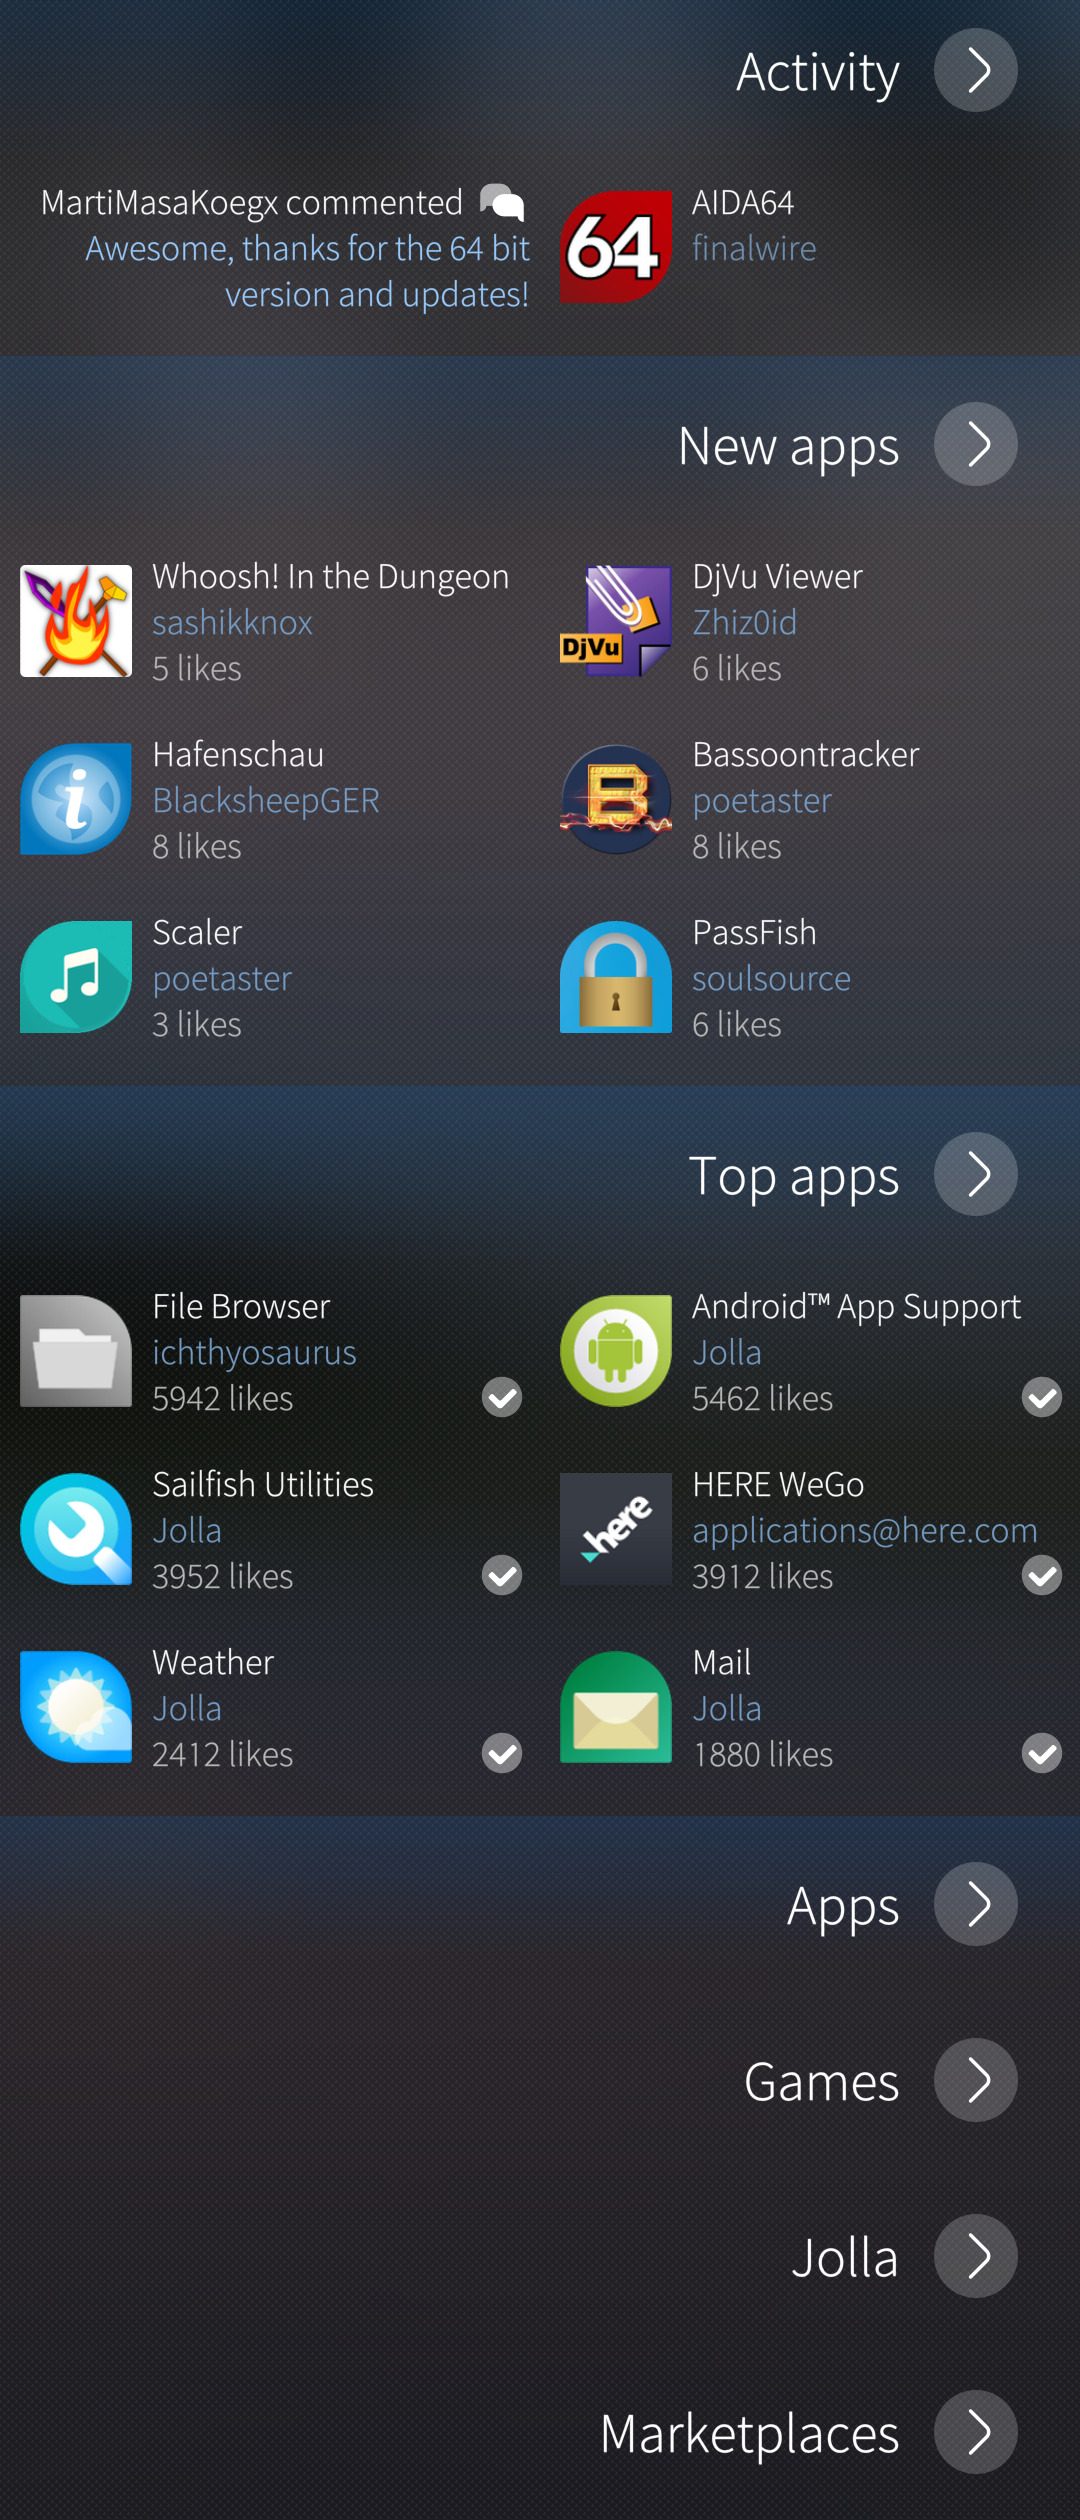 Activity
MartiMasaKoegx commented
Awesome, thanks for the 64 bit
version and updates!
64
AIDA64
finalwire
New apps
Whoosh! In the Dungeon
sashikknox
5 likes
DjVu
DjVu Viewer
Zhiz0id
6 likes
i
Hafenschau
BlacksheepGER
8 likes
B
Bassoontracker
poetaster
8 likes
Scaler
poetaster
3 likes
PassFish
soulsource
6 likes
Top apps
File Browser
ichthyosaurus
5942 likes
Android™ App Support
Jolla
5462 likes
Sailfish Utilities
Jolla
3952 likes
here
HERE WeGo
applications@here.com
3912 likes
Weather
Jolla
2412 likes
Mail
Jolla
1880 likes
Apps
Games
Jolla
Marketplaces